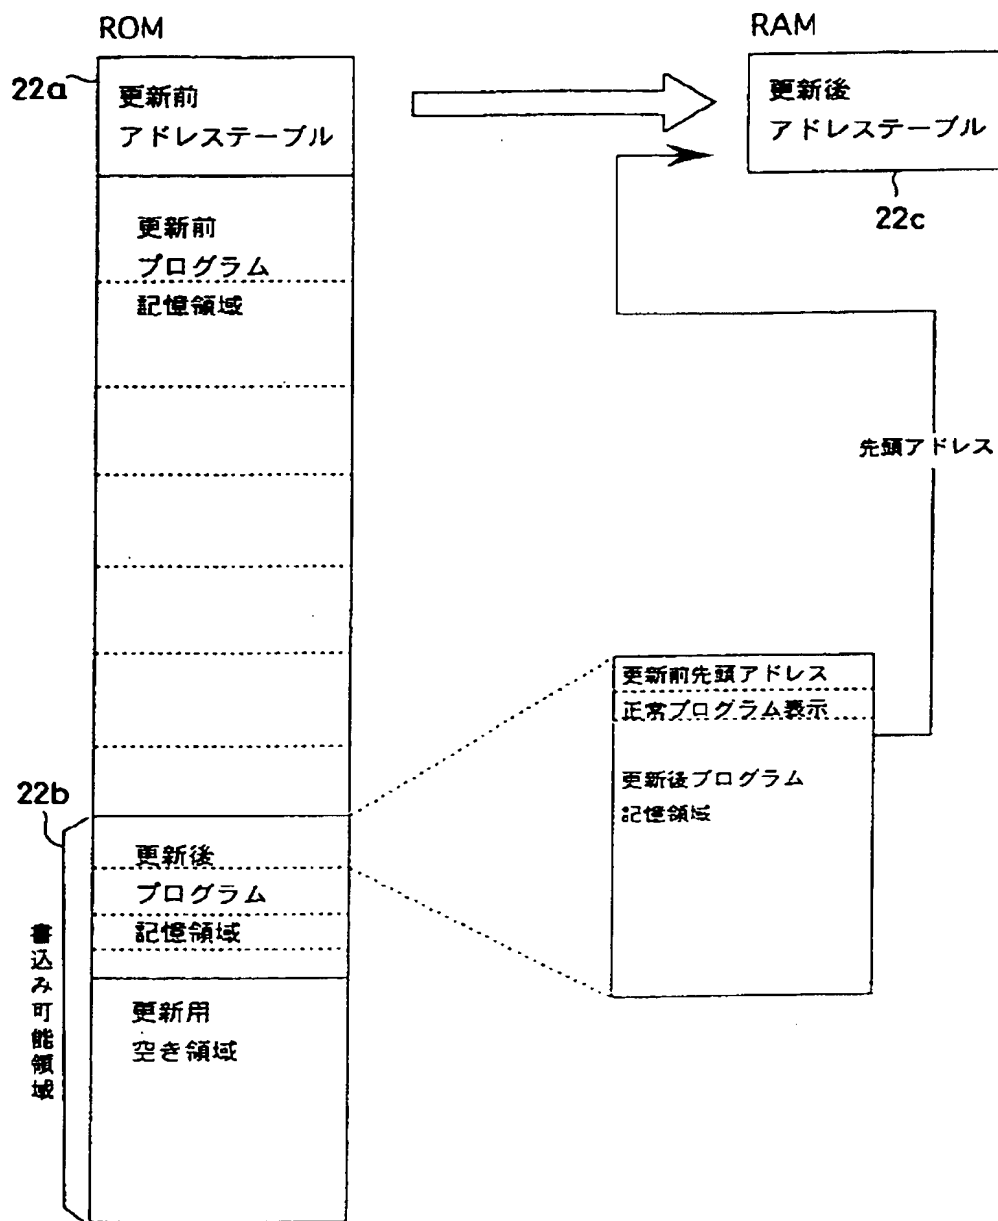 ROM
22a
更新前
アドレステーブル
更新前
プログラム
記憶領域
22b
書込み可能領域
更新後
プログラム
記憶領域
更新用
空き領域
RAM
更新後
アドレステーブル
22c
先頭アドレス
更新前先頭アドレス
正常プログラム表示
更新後プログラム
記憶領域